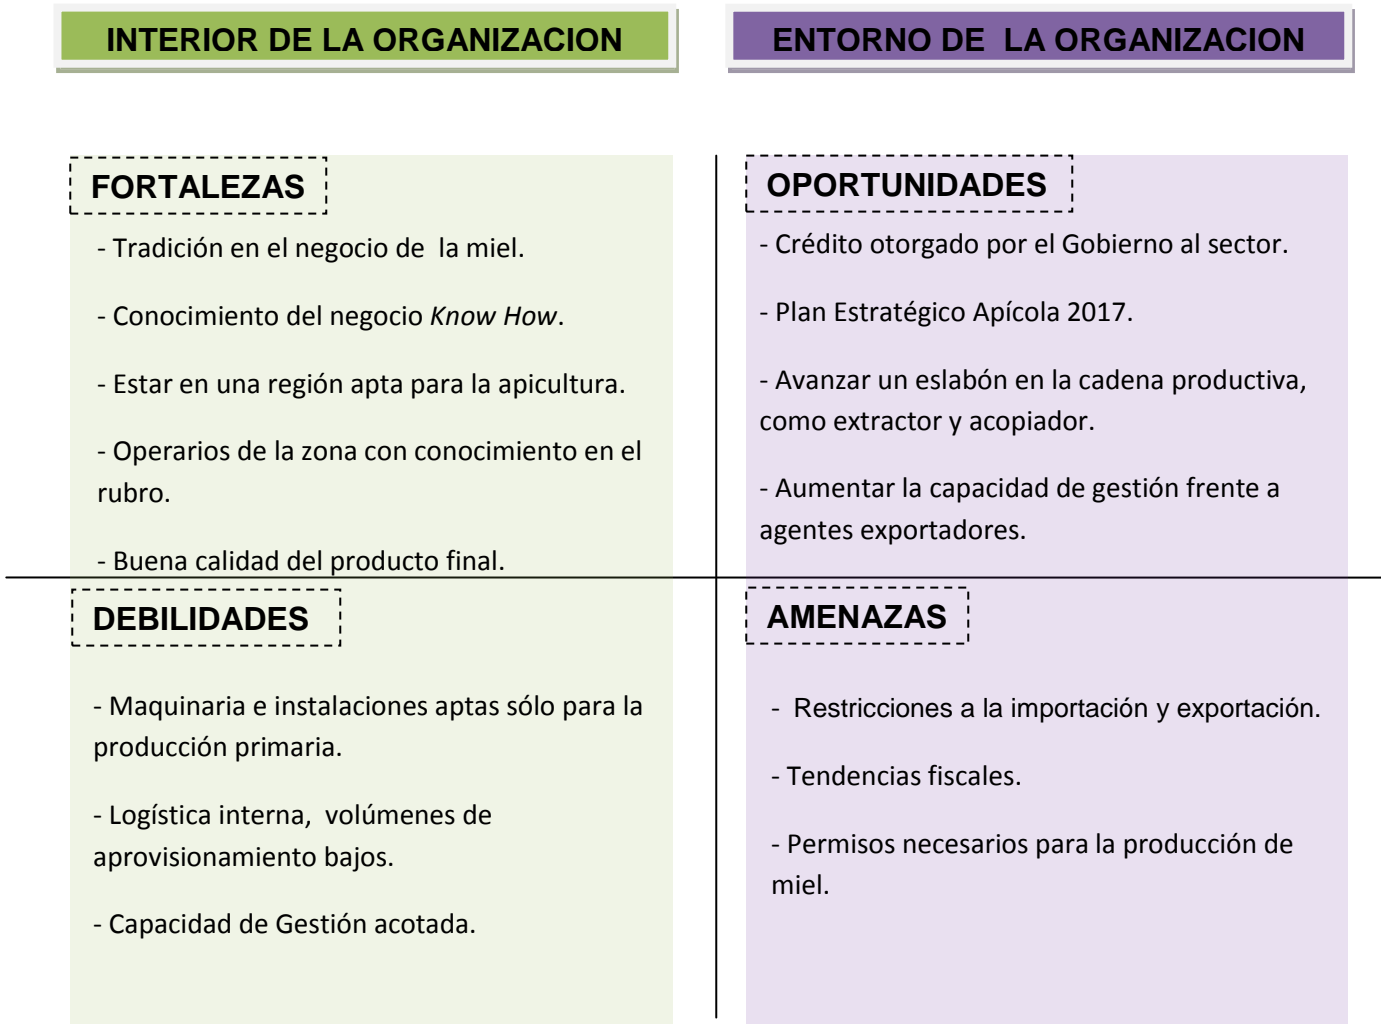 INTERIOR DE LA ORGANIZACION
ENTORNO DE LA ORGANIZACION
FORTALEZAS
- Tradición en el negocio de la miel.
- Conocimiento del negocio Know How.
- Estar en una región apta para la apicultura.
- Operarios de la zona con conocimiento en el
rubro.
- Buena calidad del producto final.
OPORTUNIDADES
- Crédito otorgado por el Gobierno al sector.
- Plan Estratégico Apícola 2017.
- Avanzar un eslabón en la cadena productiva,
como extractor y acopiador.
- Aumentar la capacidad de gestión frente a
agentes exportadores.
DEBILIDADES
- Maquinaria e instalaciones aptas sólo para la
producción primaria.
- Logística interna, volúmenes de
aprovisionamiento bajos.
- Capacidad de Gestión acotada.
AMENAZAS
- Restricciones a la importación y exportación.
- Tendencias fiscales.
- Permisos necesarios para la producción de
miel.